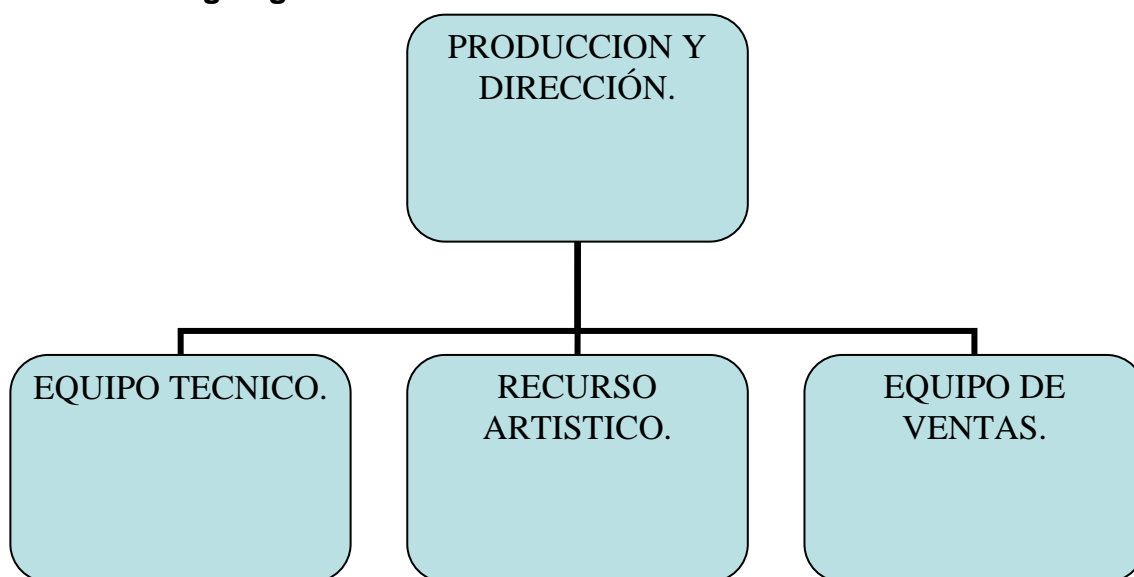 PRODUCCION Y
DIRECCIÓN.
EQUIPO TECNICO.
RECURSO
ARTISTICO.
EQUIPO DE
VENTAS.